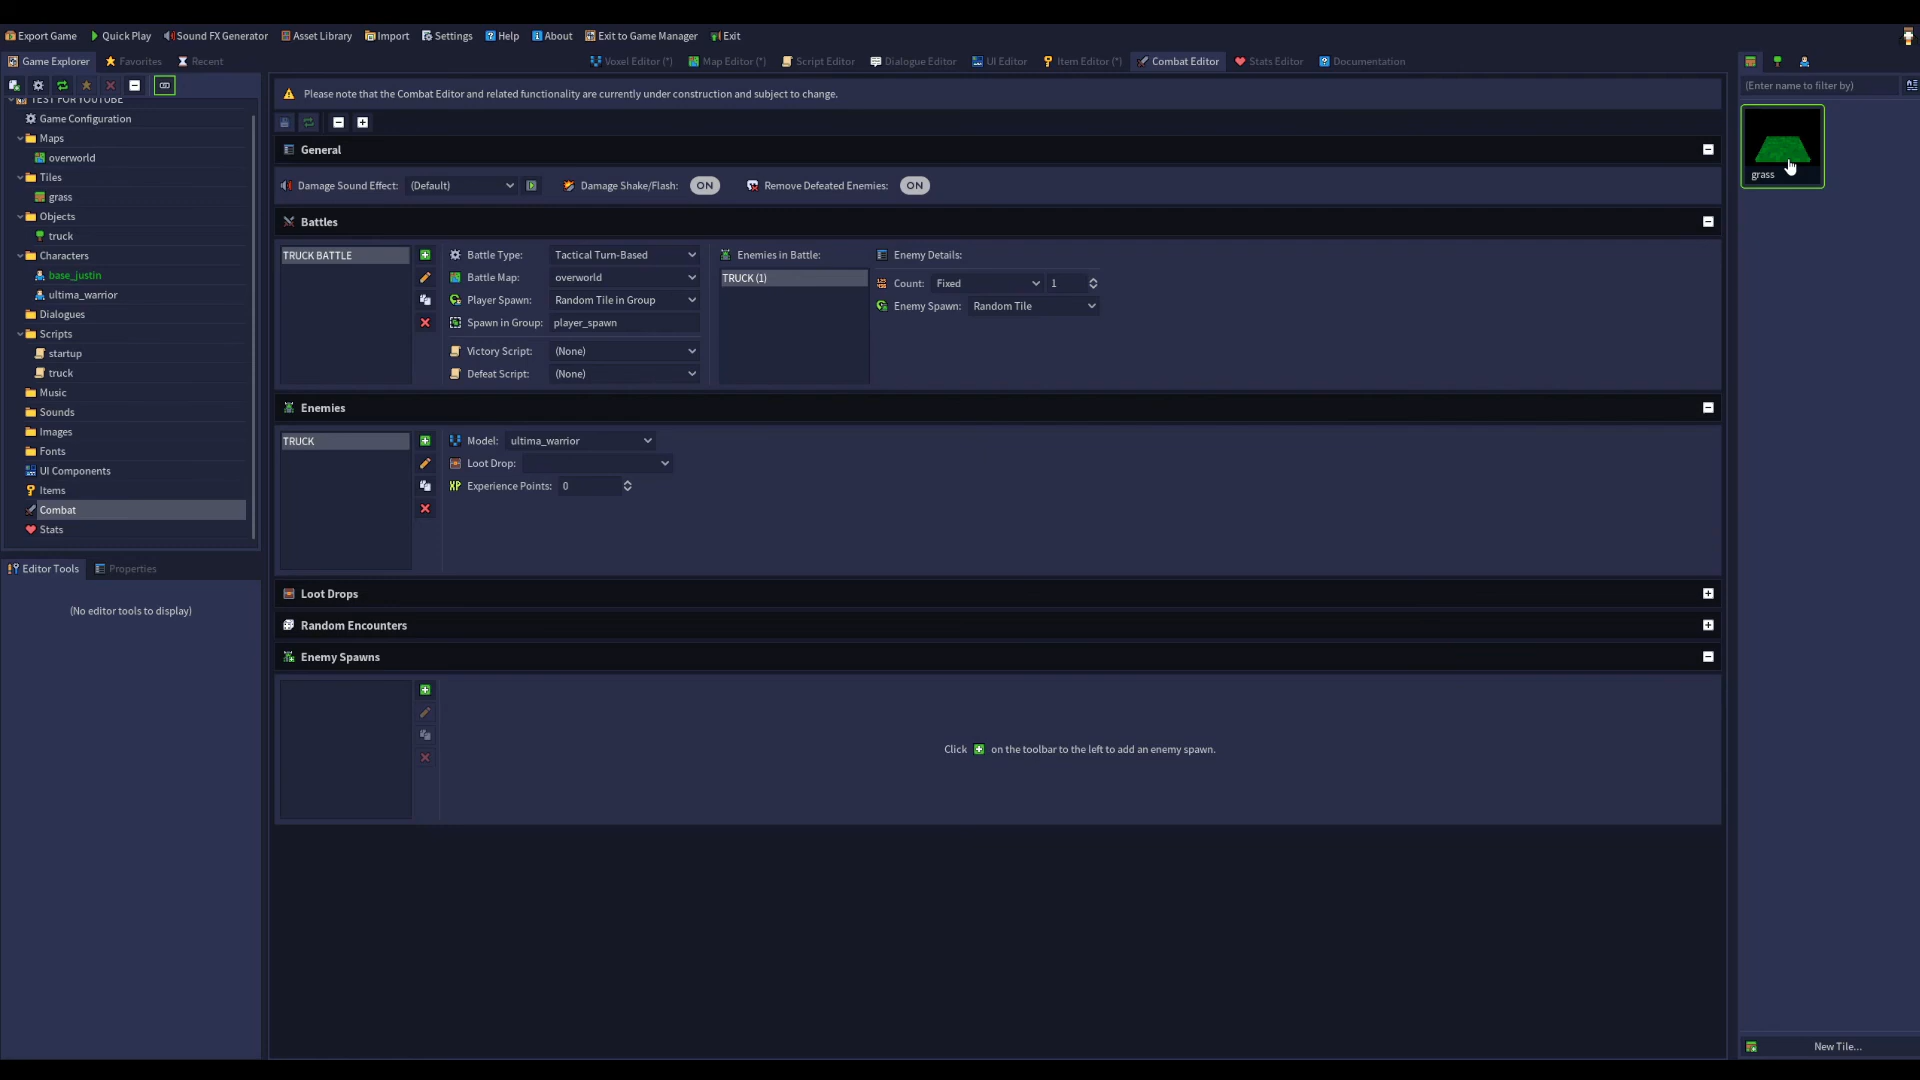 Export Game Quick Play Sound FX Generator Asset Library Import Settings Help About Exit to Game Manager Exit
Game Explorer Favorites Recent Voxel Editor (*) Map Editor (*) Script Editor Dialogue Editor UI Editor Item Editor (*) Combat Editor Stats Editor Documentation
(Enter name to filter by)
TEST FOR YOUTUBE
Game Configuration
Maps
overworld
Tiles
grass
Objects
truck
Characters
base_justin
ultima_warrior
Dialogues
Scripts
startup
truck
Music
Sounds
Images
Fonts
UI Components
Items
Combat
Stats
Editor Tools Properties
(No editor tools to display)
Please note that the Combat Editor and related functionality are currently under construction and subject to change.
General
Damage Sound Effect: (Default) Damage Shake/Flash: ON Remove Defeated Enemies: ON
Battles
TRUCK BATTLE
Battle Type: Tactical Turn-Based
Battle Map: overworld
Player Spawn: Random Tile in Group
Spawn in Group: player_spawn
Victory Script: (None)
Defeat Script: (None)
Enemies in Battle:
TRUCK (1)
Enemy Details:
Count: Fixed 1
Enemy Spawn: Random Tile
Enemies
TRUCK
Model: ultima_warrior
Loot Drop:
XP Experience Points: 0
Loot Drops
Random Encounters
Enemy Spawns
Click on the toolbar to the left to add an enemy spawn.
grass
New Tile...